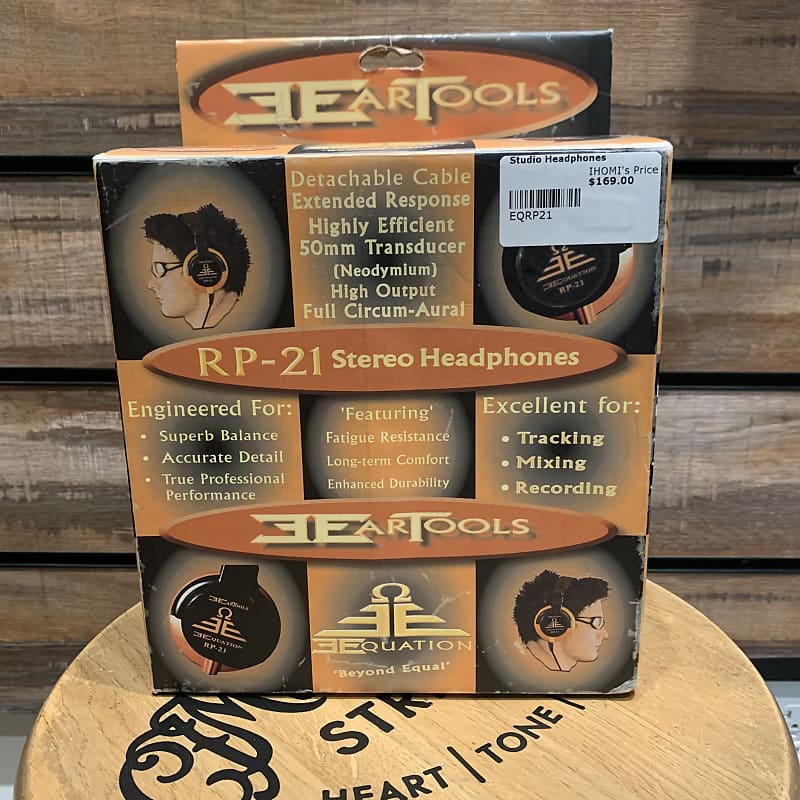 EARTOOLS
Studio Headphones
IHOMI's Price
$169.00
EQRP21
Detachable Cable
Extended Response
Highly Efficient
50mm Transducer
(Neodymium)
High Output
Full Circum-Aural
EQUATION
RP-21
RP-21 Stereo Headphones
Engineered For:
• Superb Balance
• Accurate Detail
• True Professional
Performance
'Featuring'
Fatigue Resistance
Long-term Comfort
Enhanced Durability
Excellent for:
• Tracking
• Mixing
• Recording
EARTOOLS
EARTOOLS
EQUATION
RP-21
Ω
EQUATION
'Beyond Equal'
STR
HEART | TONE |